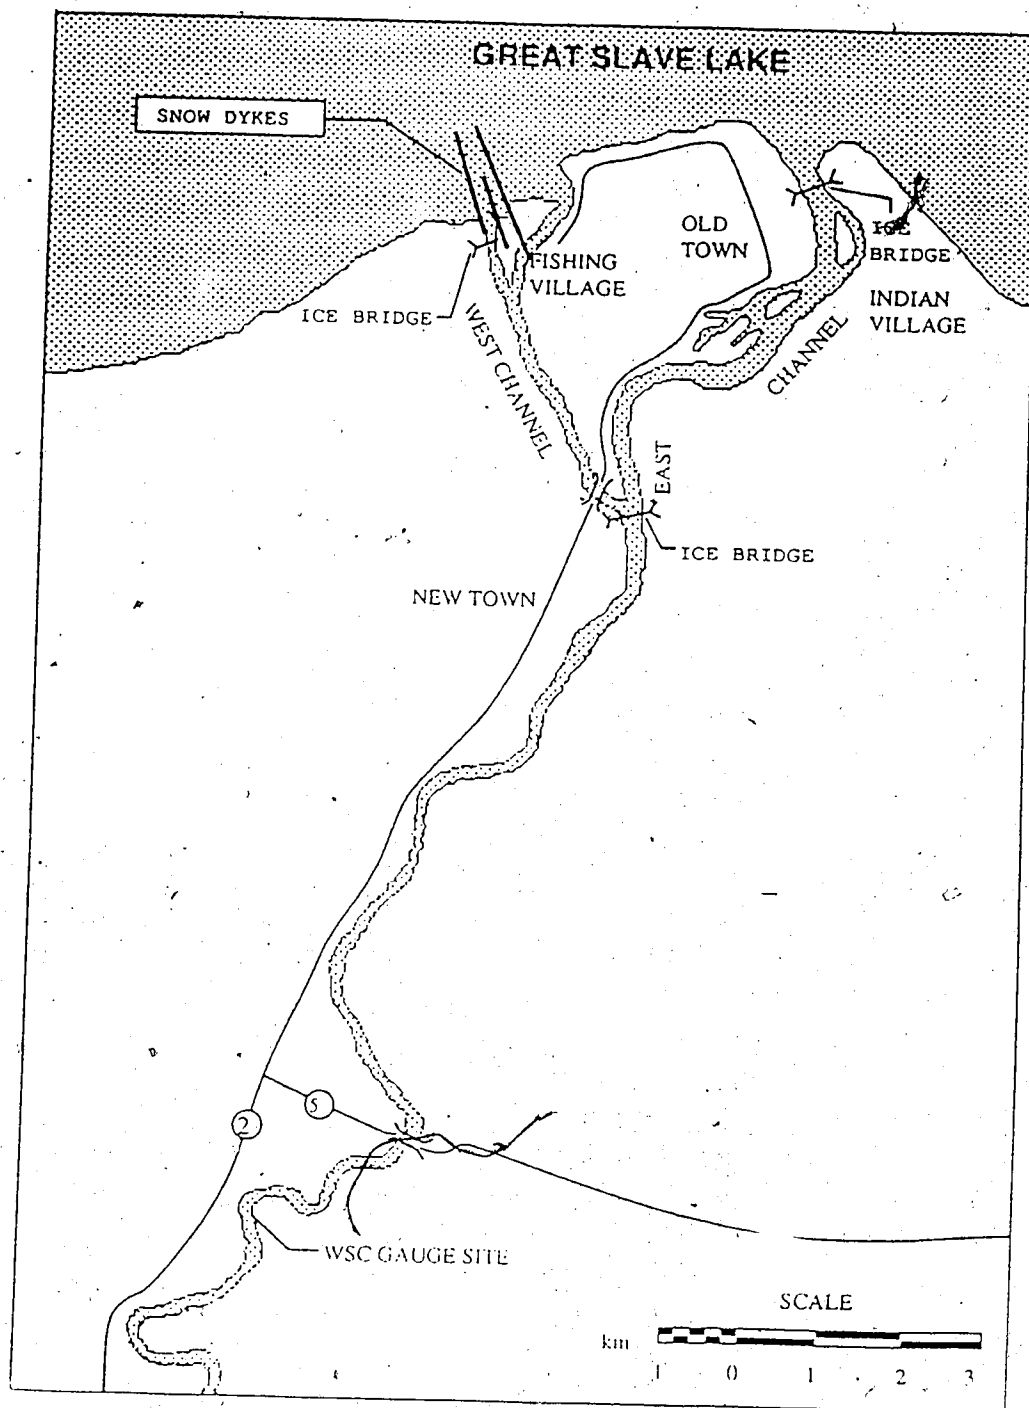 GREAT SLAVE LAKE
SNOW DYKES
OLD
TOWN
ICE
BRIDGE
FISHING
VILLAGE
INDIAN
VILLAGE
ICE BRIDGE
WEST CHANNEL
CHANNEL
EAST
ICE BRIDGE
NEW TOWN
5
2
WSC GAUGE SITE
SCALE
km
1 0 1 2 3